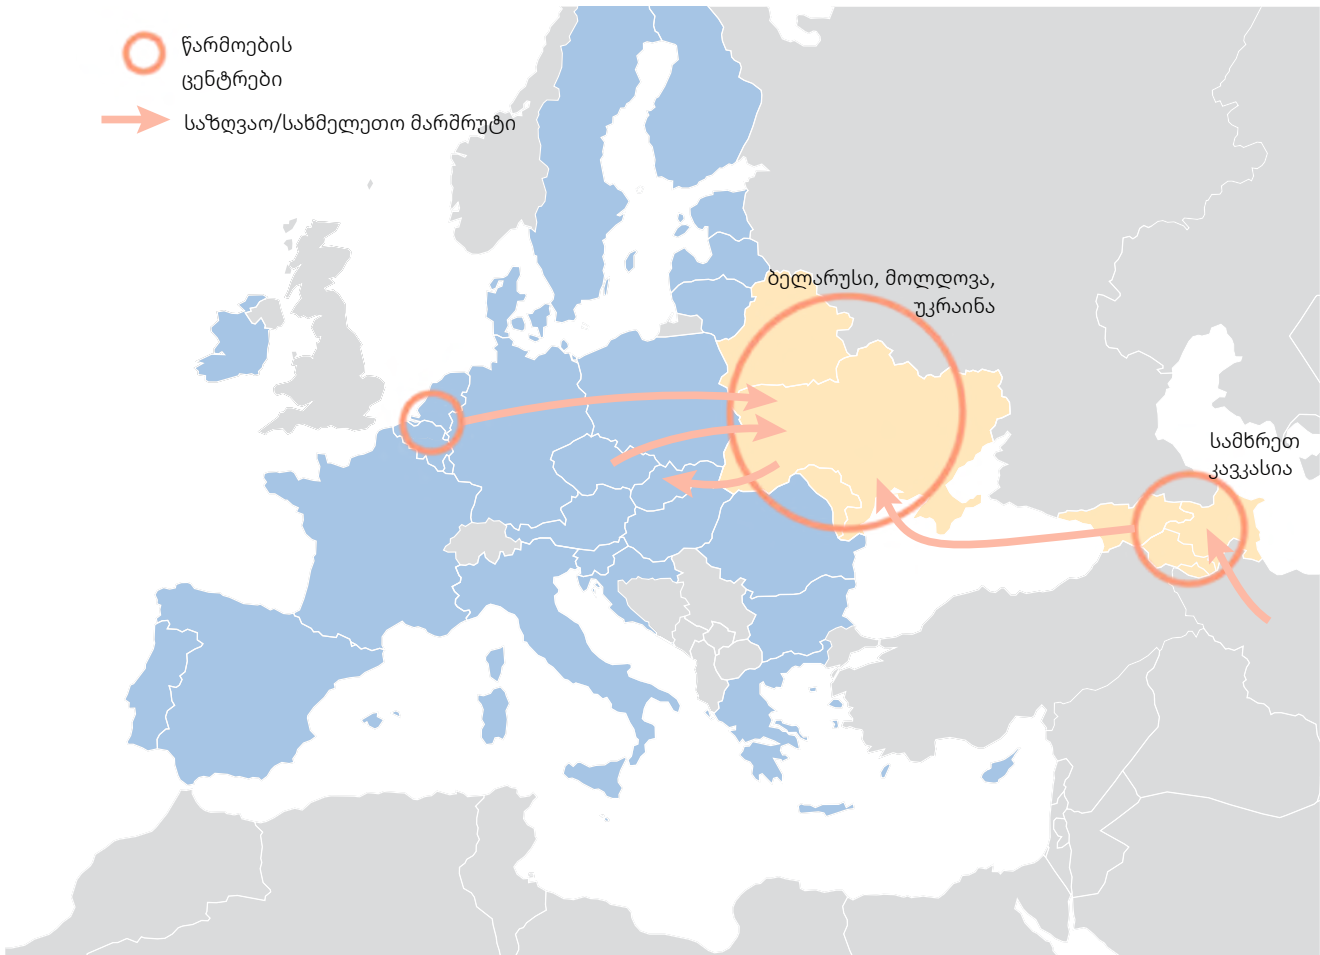 წარმოების
ცენტრები
საზღვაო/სახმელეთო მარშრუტი
ბელარუსი, მოლდოვა,
უკრაინა
სამხრეთ
კავკასია